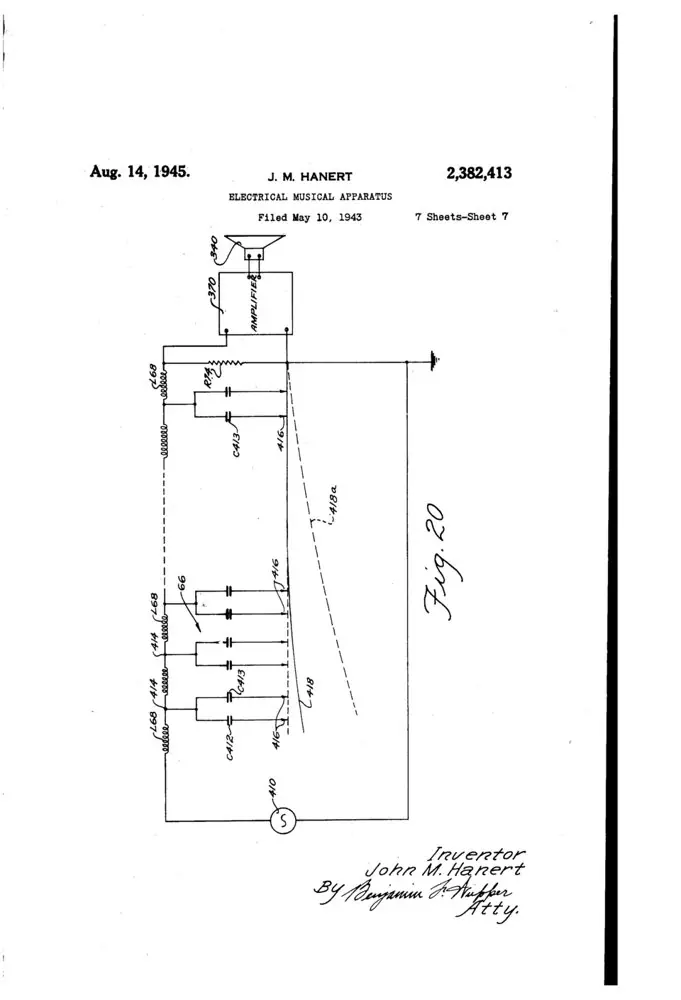 Aug. 14, 1945.
J. M. HANERT
2,382,413
ELECTRICAL MUSICAL APPARATUS
Filed May 10, 1943
7 Sheets-Sheet 7
340
370
AMPLIFIER
L68
R74
C413
416
418a
Fig. 20
L68
66
416
414
414
C413
418
L68
C412
416
410
S
Inventor
John M. Hanert
By Benjamin
Atty.